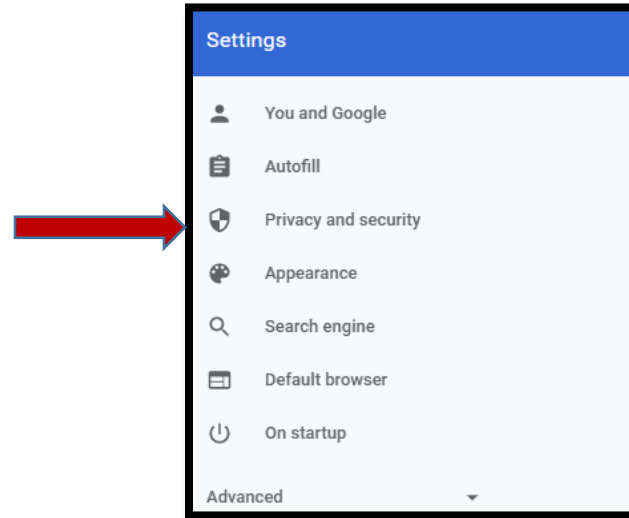 Settings
You and Google
Autofill
Privacy and security
Appearance
Search engine
Default browser
On startup
Advanced